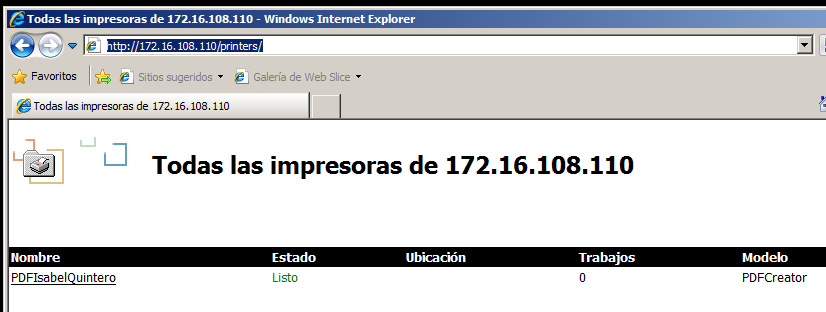 Todas las impresoras de 172.16.108.110 - Windows Internet Explorer
http://172.16.108.110/printers/
Favoritos Sitios sugeridos Galería de Web Slice
Todas las impresoras de 172.16.108.110
Todas las impresoras de 172.16.108.110
Nombre Estado Ubicación Trabajos Modelo
PDFIsabelQuintero Listo 0 PDFCreator